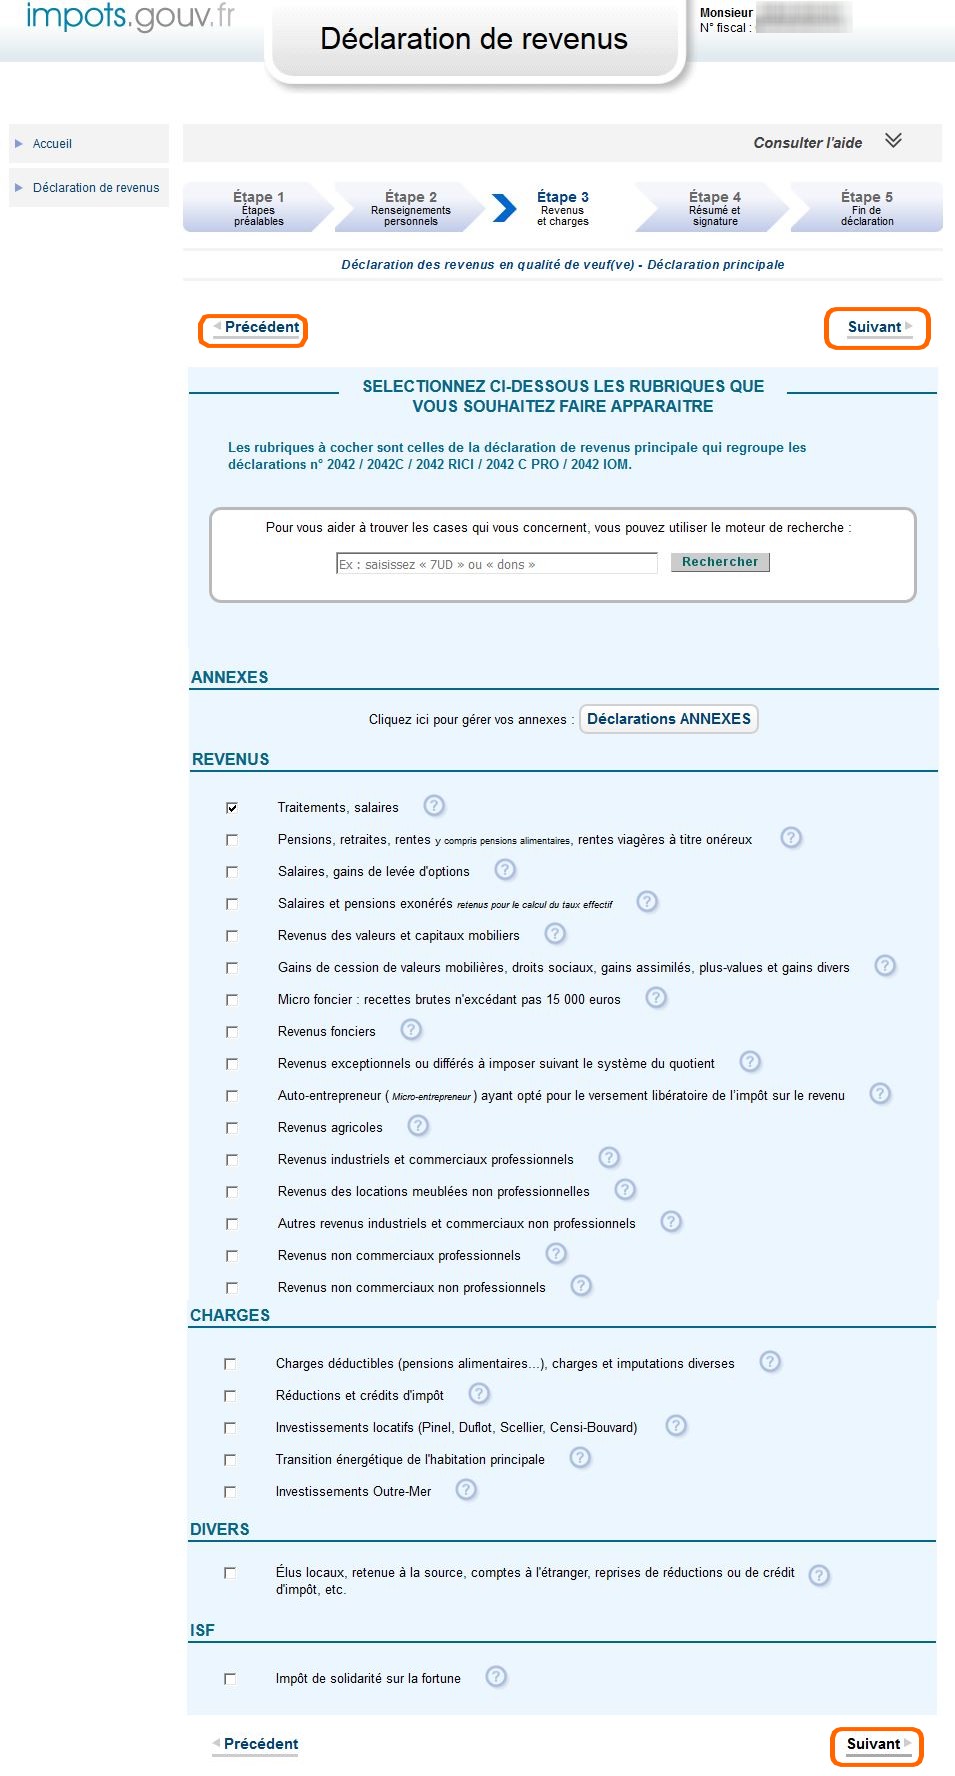 impots.gouv.fr
Déclaration de revenus
Monsieur
N° fiscal :
Accueil
Déclaration de revenus
Consulter l'aide
Étape 1
Étapes
préalables
Étape 2
Renseignements
personnels
Étape 3
Revenus
et charges
Étape 4
Résumé et
signature
Étape 5
Fin de
déclaration
Déclaration des revenus en qualité de veuf(ve) - Déclaration principale
Précédent
Suivant
SELECTIONNEZ CI-DESSOUS LES RUBRIQUES QUE
VOUS SOUHAITEZ FAIRE APPARAITRE
Les rubriques à cocher sont celles de la déclaration de revenus principale qui regroupe les
déclarations n° 2042 / 2042C / 2042 RICI / 2042 C PRO / 2042 IOM.
Pour vous aider à trouver les cases qui vous concernent, vous pouvez utiliser le moteur de recherche :
Ex : saisissez « 7UD » ou « dons »
Rechercher
ANNEXES
Cliquez ici pour gérer vos annexes : Déclarations ANNEXES
REVENUS
Traitements, salaires ?
Pensions, retraites, rentes y compris pensions alimentaires, rentes viagères à titre onéreux ?
Salaires, gains de levée d'options ?
Salaires et pensions exonérés retenus pour le calcul du taux effectif ?
Revenus des valeurs et capitaux mobiliers ?
Gains de cession de valeurs mobilières, droits sociaux, gains assimilés, plus-values et gains divers ?
Micro foncier : recettes brutes n'excédant pas 15 000 euros ?
Revenus fonciers ?
Revenus exceptionnels ou différés à imposer suivant le système du quotient ?
Auto-entrepreneur ( Micro-entrepreneur ) ayant opté pour le versement libératoire de l'impôt sur le revenu ?
Revenus agricoles ?
Revenus industriels et commerciaux professionnels ?
Revenus des locations meublées non professionnelles ?
Autres revenus industriels et commerciaux non professionnels ?
Revenus non commerciaux professionnels ?
Revenus non commerciaux non professionnels ?
CHARGES
Charges déductibles (pensions alimentaires...), charges et imputations diverses ?
Réductions et crédits d'impôt ?
Investissements locatifs (Pinel, Duflot, Scellier, Censi-Bouvard) ?
Transition énergétique de l'habitation principale ?
Investissements Outre-Mer ?
DIVERS
Élus locaux, retenue à la source, comptes à l'étranger, reprises de réductions ou de crédit ?
d'impôt, etc.
ISF
Impôt de solidarité sur la fortune ?
Précédent
Suivant